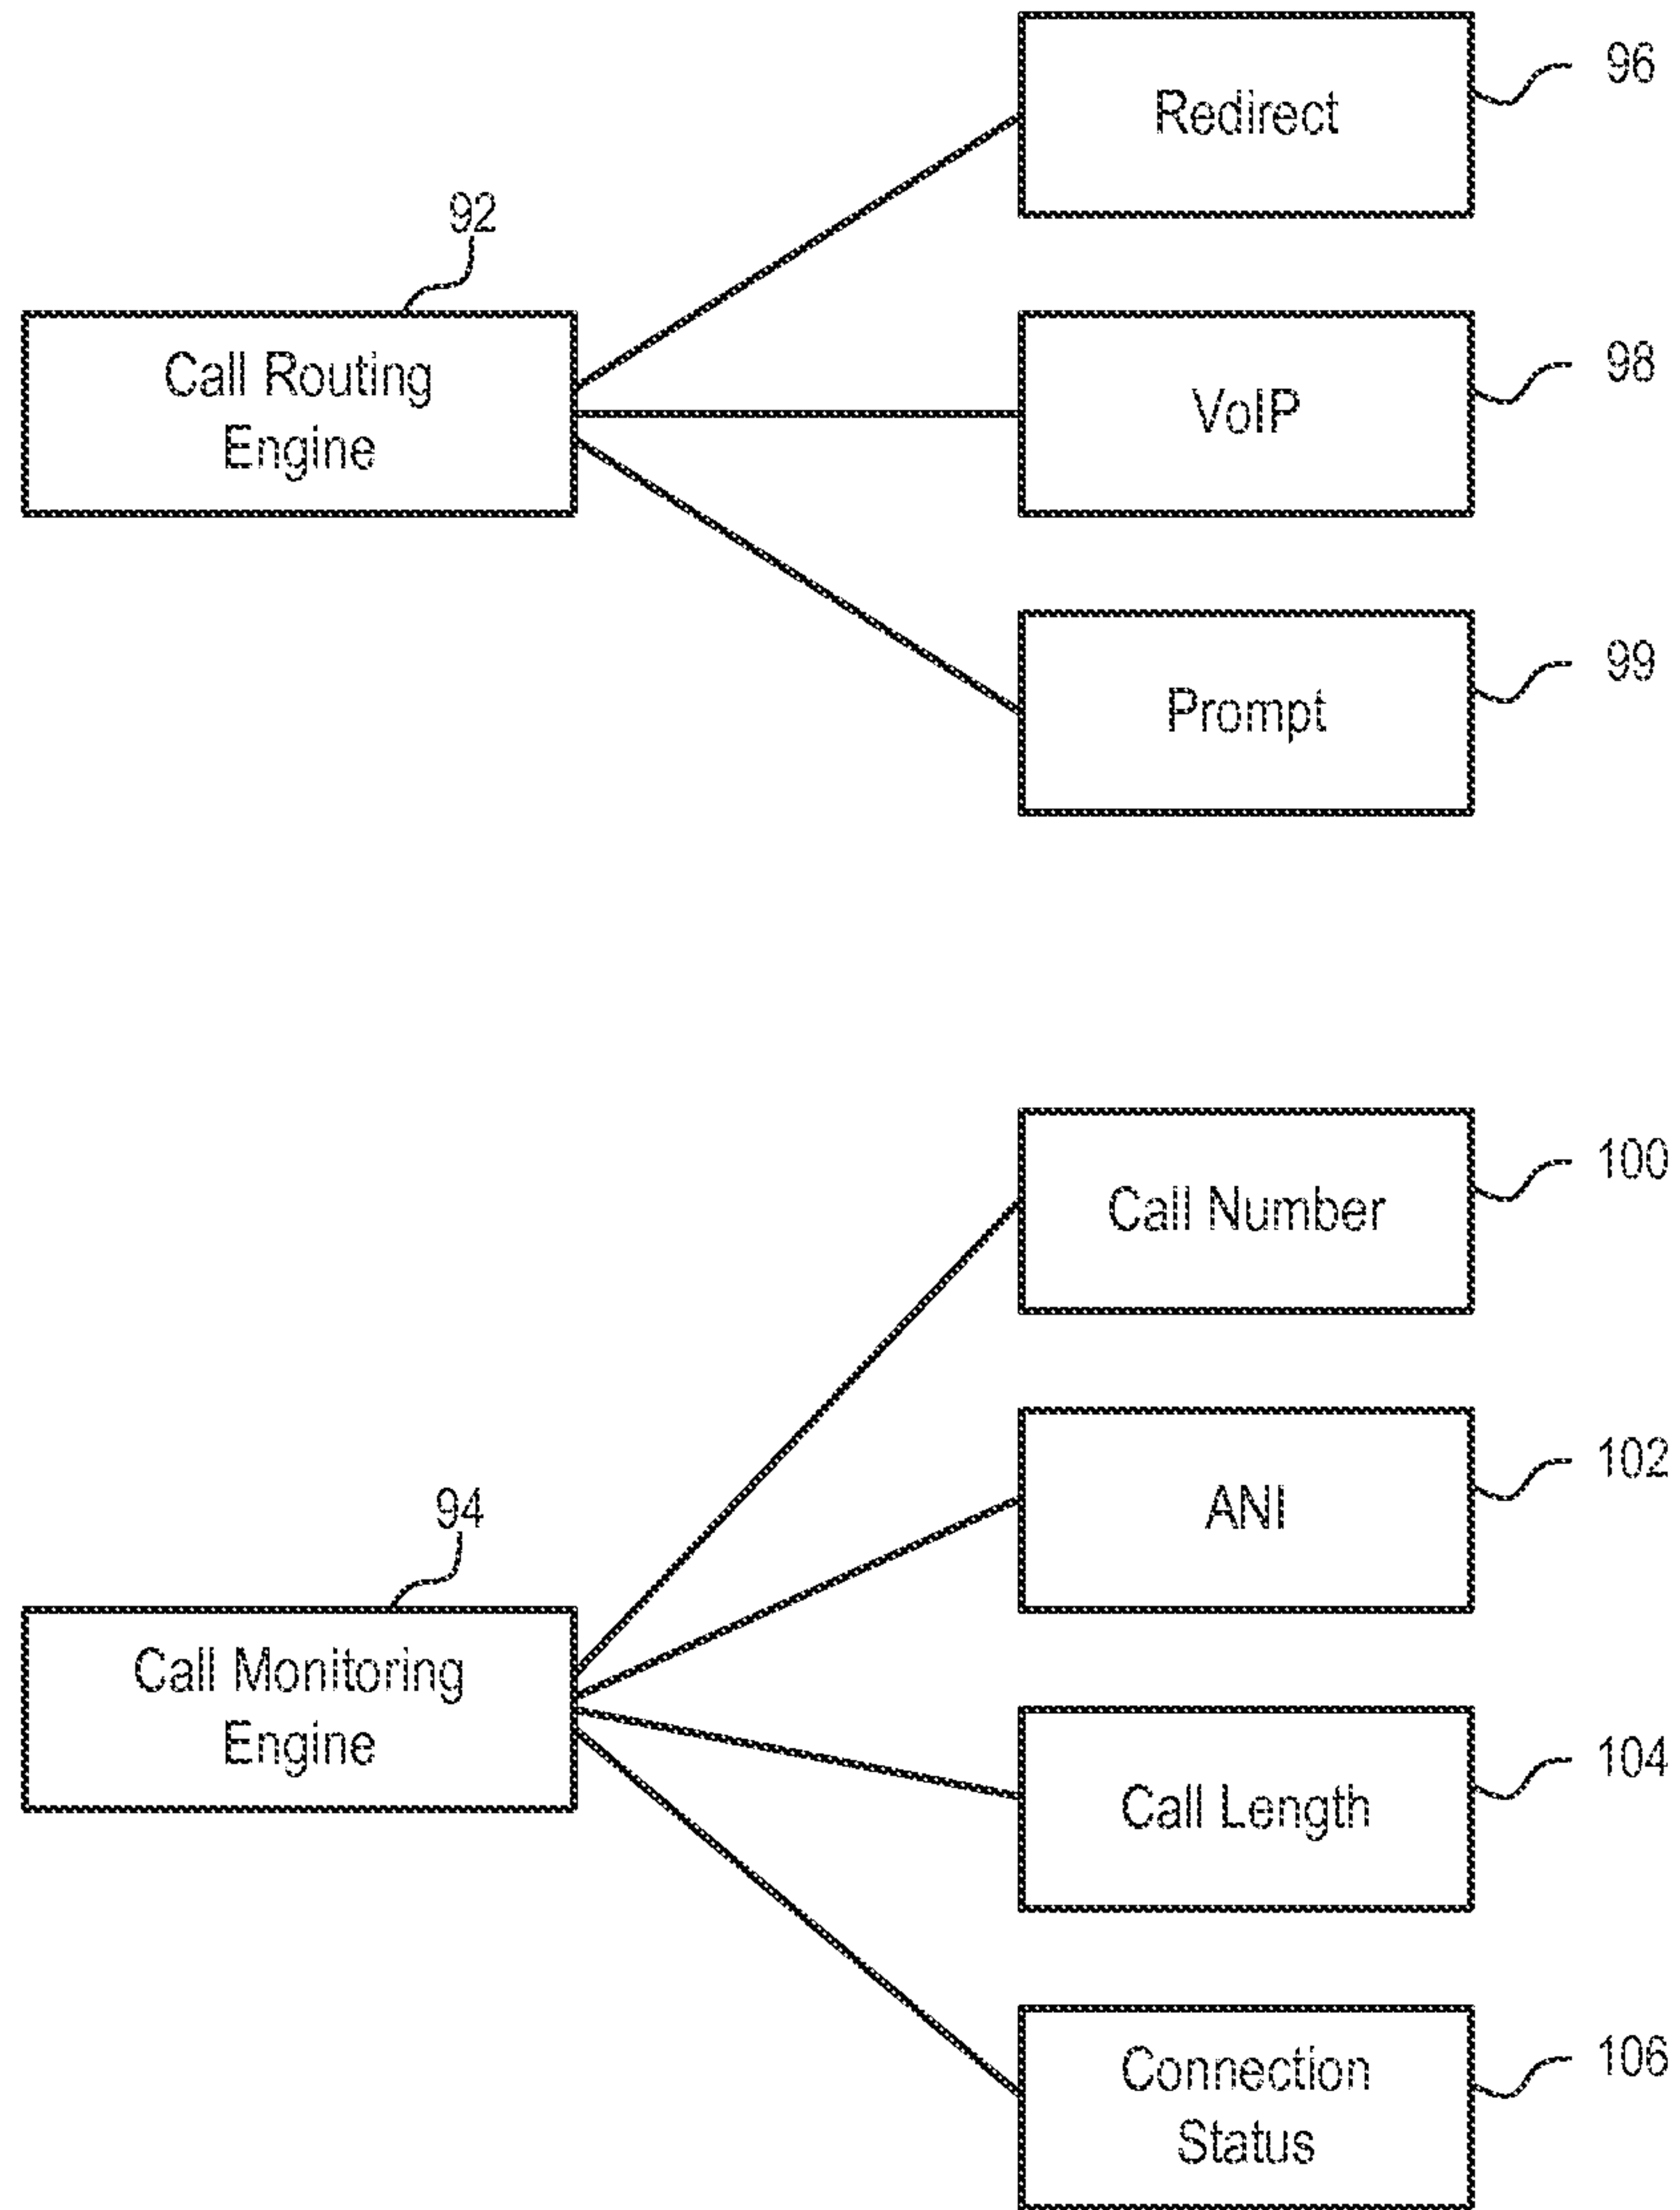 96
Redirect
92
Call Routing
Engine
98
VoIP
99
Prompt
100
Call Number
102
ANI
94
Call Monitoring
Engine
104
Call Length
106
Connection
Status